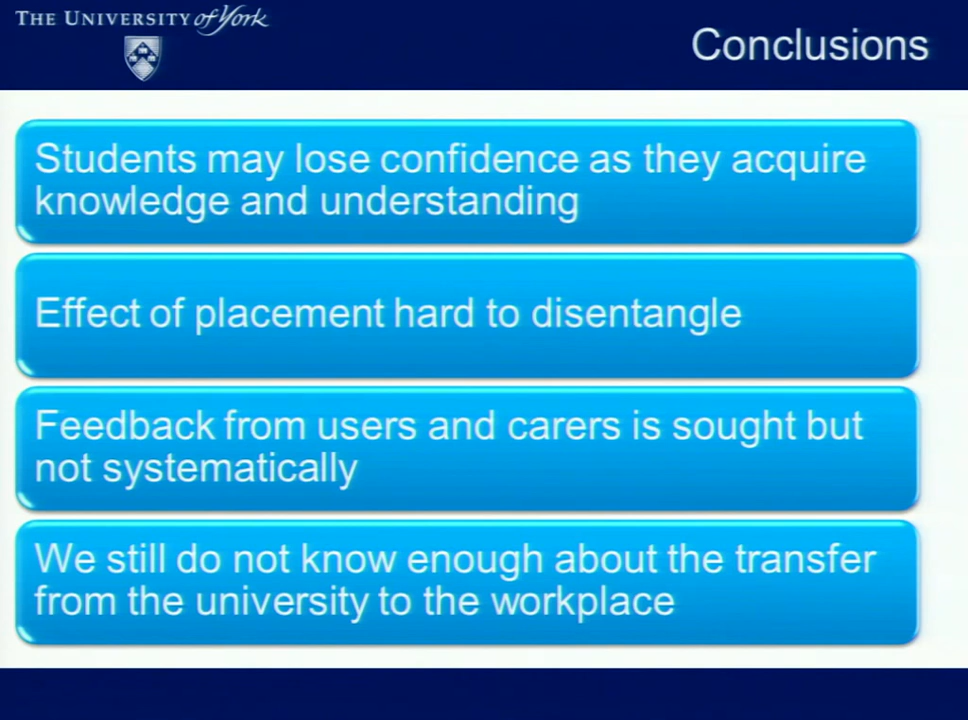 THE UNIVERSITY of York
Conclusions
Students may lose confidence as they acquire
knowledge and understanding
Effect of placement hard to disentangle
Feedback from users and carers is sought but
not systematically
We still do not know enough about the transfer
from the university to the workplace